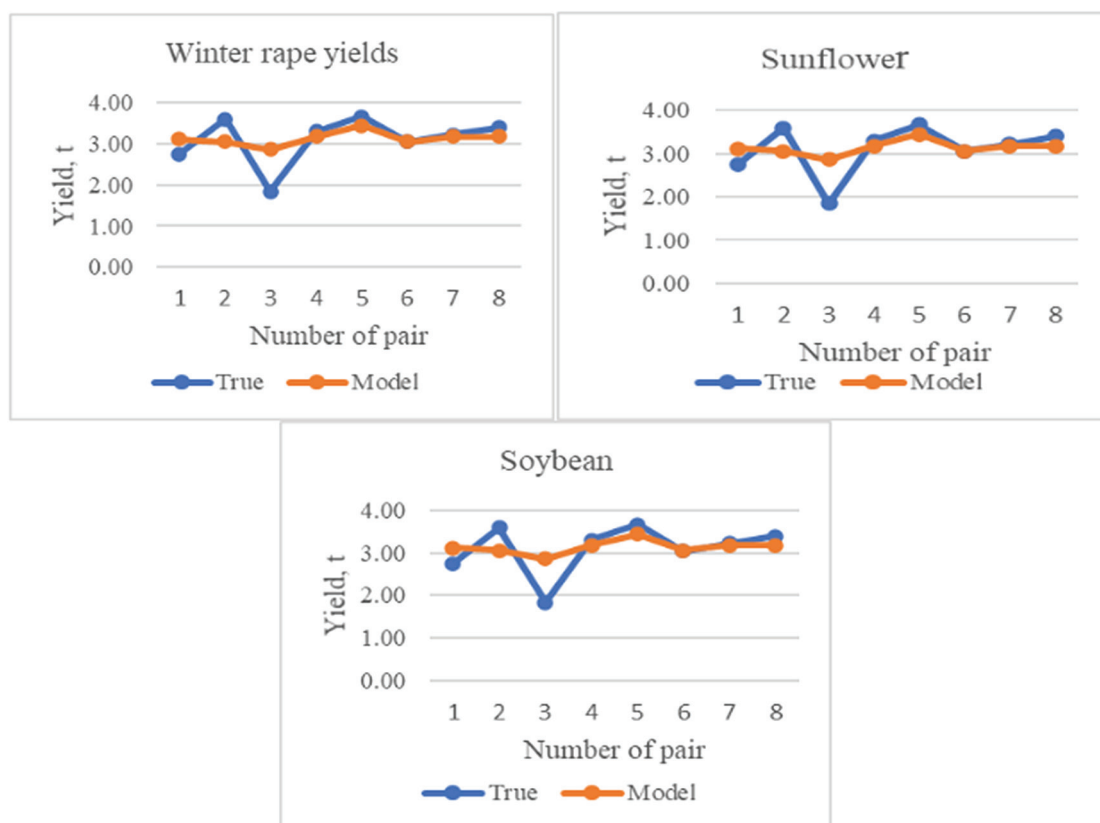 Winter rape yields
Yield, t
4.00
3.00
2.00
1.00
0.00
1 2 3 4 5 6 7 8
Number of pair
True Model
Sunflower
Yield, t
4.00
3.00
2.00
1.00
0.00
1 2 3 4 5 6 7 8
Number of pair
True Model
Soybean
Yield, t
4.00
3.00
2.00
1.00
0.00
1 2 3 4 5 6 7 8
Number of pair
True Model